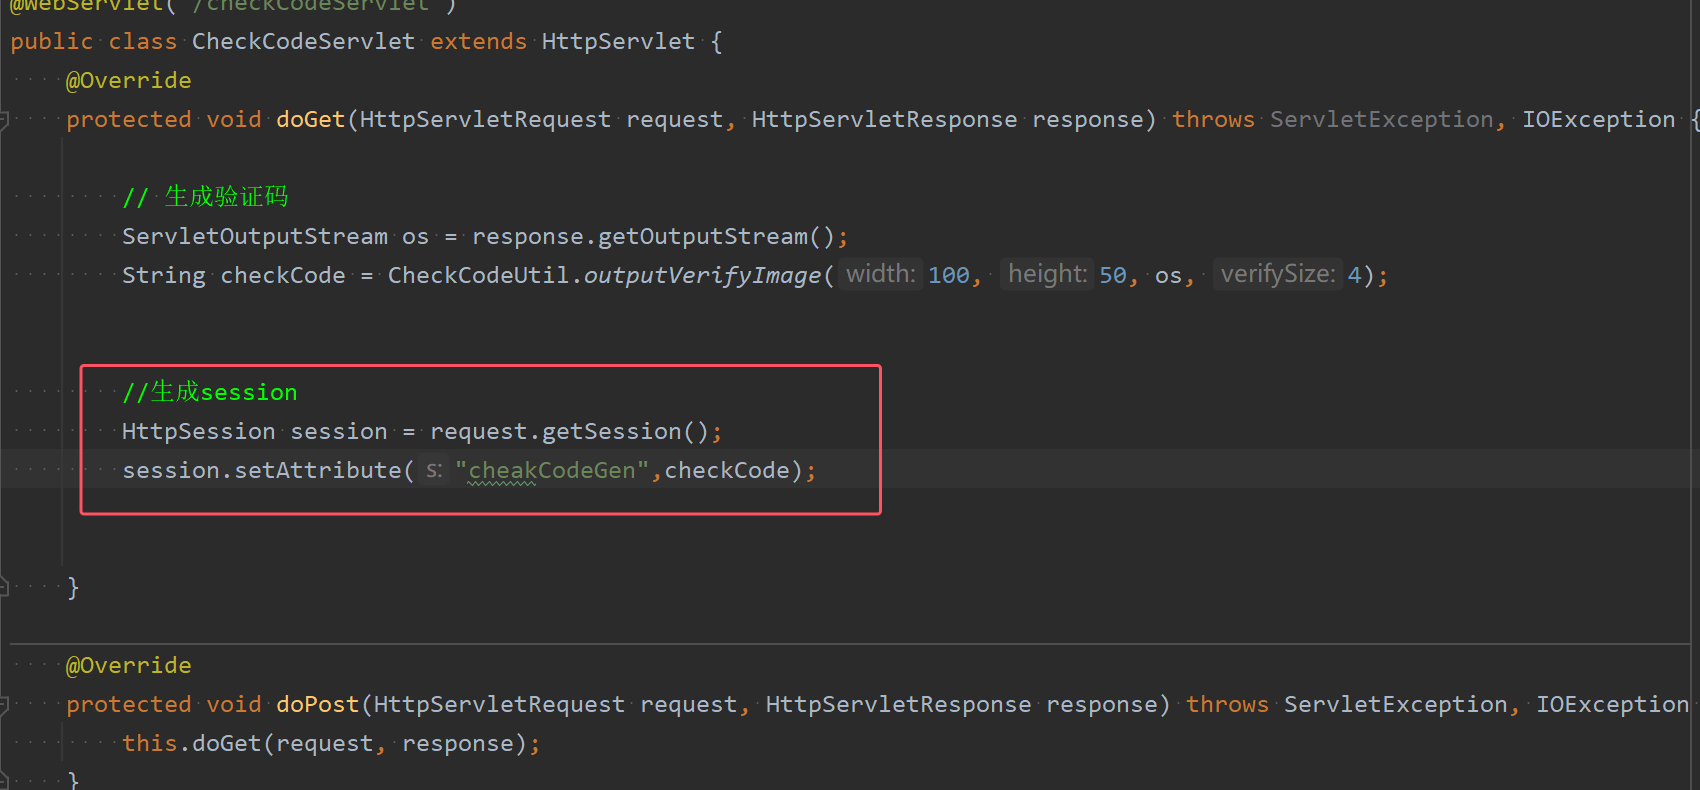 @WebServlet("/checkCodeServlet")
public class CheckCodeServlet extends HttpServlet {
@Override
protected void doGet(HttpServletRequest request, HttpServletResponse response) throws ServletException, IOException {
// 生成验证码
ServletOutputStream os = response.getOutputStream();
String checkCode = CheckCodeUtil.outputVerifyImage( width: 100, height: 50, os, verifySize: 4);
//生成session
HttpSession session = request.getSession();
session.setAttribute( s: "cheakCodeGen",checkCode);
}
@Override
protected void doPost(HttpServletRequest request, HttpServletResponse response) throws ServletException, IOException
this.doGet(request, response);
}